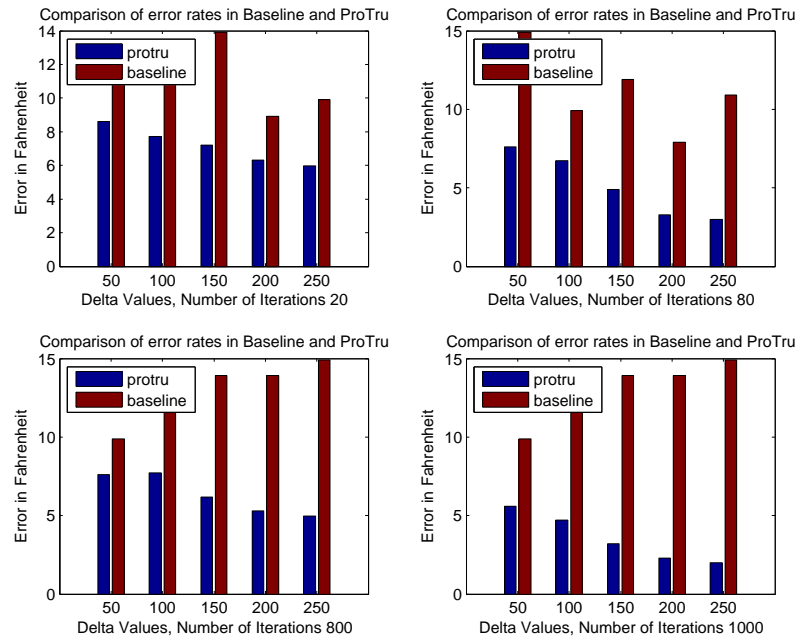 Comparison of error rates in Baseline and ProTru
14
12
10
8
6
4
2
0
Error in Fahrenheit
protru
baseline
50 100 150 200 250
Delta Values, Number of Iterations 20
Comparison of error rates in Baseline and ProTru
15
10
5
0
Error in Fahrenheit
protru
baseline
50 100 150 200 250
Delta Values, Number of Iterations 80
Comparison of error rates in Baseline and ProTru
15
10
5
0
Error in Fahrenheit
protru
baseline
50 100 150 200 250
Delta Values, Number of Iterations 800
Comparison of error rates in Baseline and ProTru
15
10
5
0
Error in Fahrenheit
protru
baseline
50 100 150 200 250
Delta Values, Number of Iterations 1000